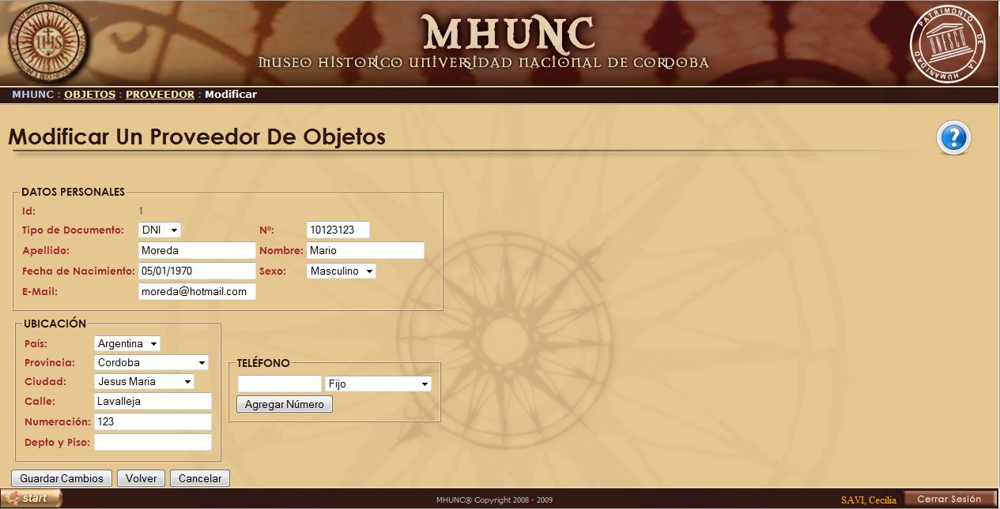 MHUNC
MUSEO HISTORICO UNIVERSIDAD NACIONAL DE CORDOBA
IHS
PATRIMONIO DE LA HUMANIDAD
UNESCO
MHUNC : OBJETOS : PROVEEDOR : Modificar
Modificar Un Proveedor De Objetos
?
DATOS PERSONALES
Id: 1
Tipo de Documento: DNI Nº: 10123123
Apellido: Moreda Nombre: Mario
Fecha de Nacimiento: 05/01/1970 Sexo: Masculino
E-Mail: moreda@hotmail.com
UBICACIÓN
País: Argentina
Provincia: Cordoba
Ciudad: Jesus Maria
Calle: Lavalleja
Numeración: 123
Depto y Piso:
TELÉFONO
Fijo
Agregar Número
Guardar Cambios Volver Cancelar
start MHUNC® Copyright 2008 - 2009 SAVI, Cecilia Cerrar Sesión